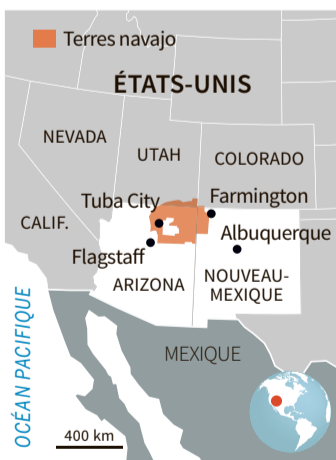 Terres navajo
ÉTATS-UNIS
NEVADA
UTAH
COLORADO
Tuba City
Farmington
CALIF.
Albuquerque
Flagstaff
ARIZONA
NOUVEAU-
MEXIQUE
OCÉAN PACIFIQUE
MEXIQUE
400 km